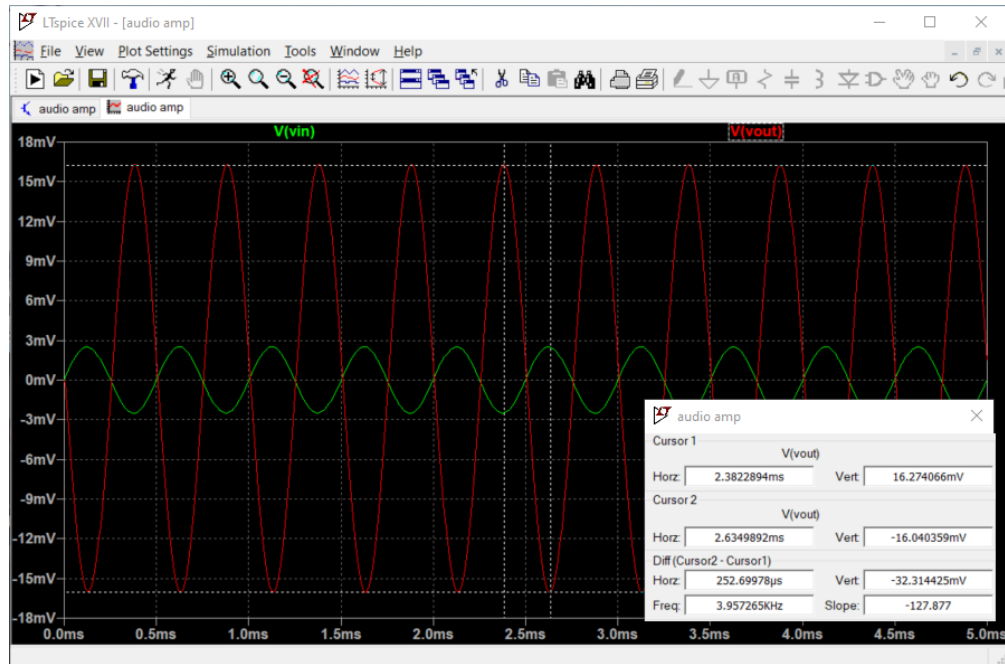 LTspice XVII - [audio amp]
File View Plot Settings Simulation Tools Window Help
audio amp audio amp
V(vin) V(vout)
18mV
15mV
12mV
9mV
6mV
3mV
0mV
-3mV
-6mV
-9mV
-12mV
-15mV
-18mV
0.0ms 0.5ms 1.0ms 1.5ms 2.0ms 2.5ms 3.0ms 3.5ms 4.0ms 4.5ms 5.0ms
audio amp
Cursor 1
V(vout)
Horz: 2.3822894ms Vert: 16.274066mV
Cursor 2
V(vout)
Horz: 2.6349892ms Vert: -16.040359mV
Diff (Cursor2 - Cursor1)
Horz: 252.69978µs Vert: -32.314425mV
Freq: 3.957265KHz Slope: -127.877